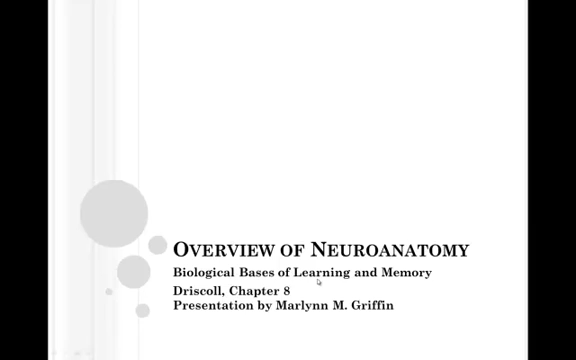 OVERVIEW OF NEUROANATOMY
Biological Bases of Learning and Memory
Driscoll, Chapter 8
Presentation by Marlynn M. Griffin